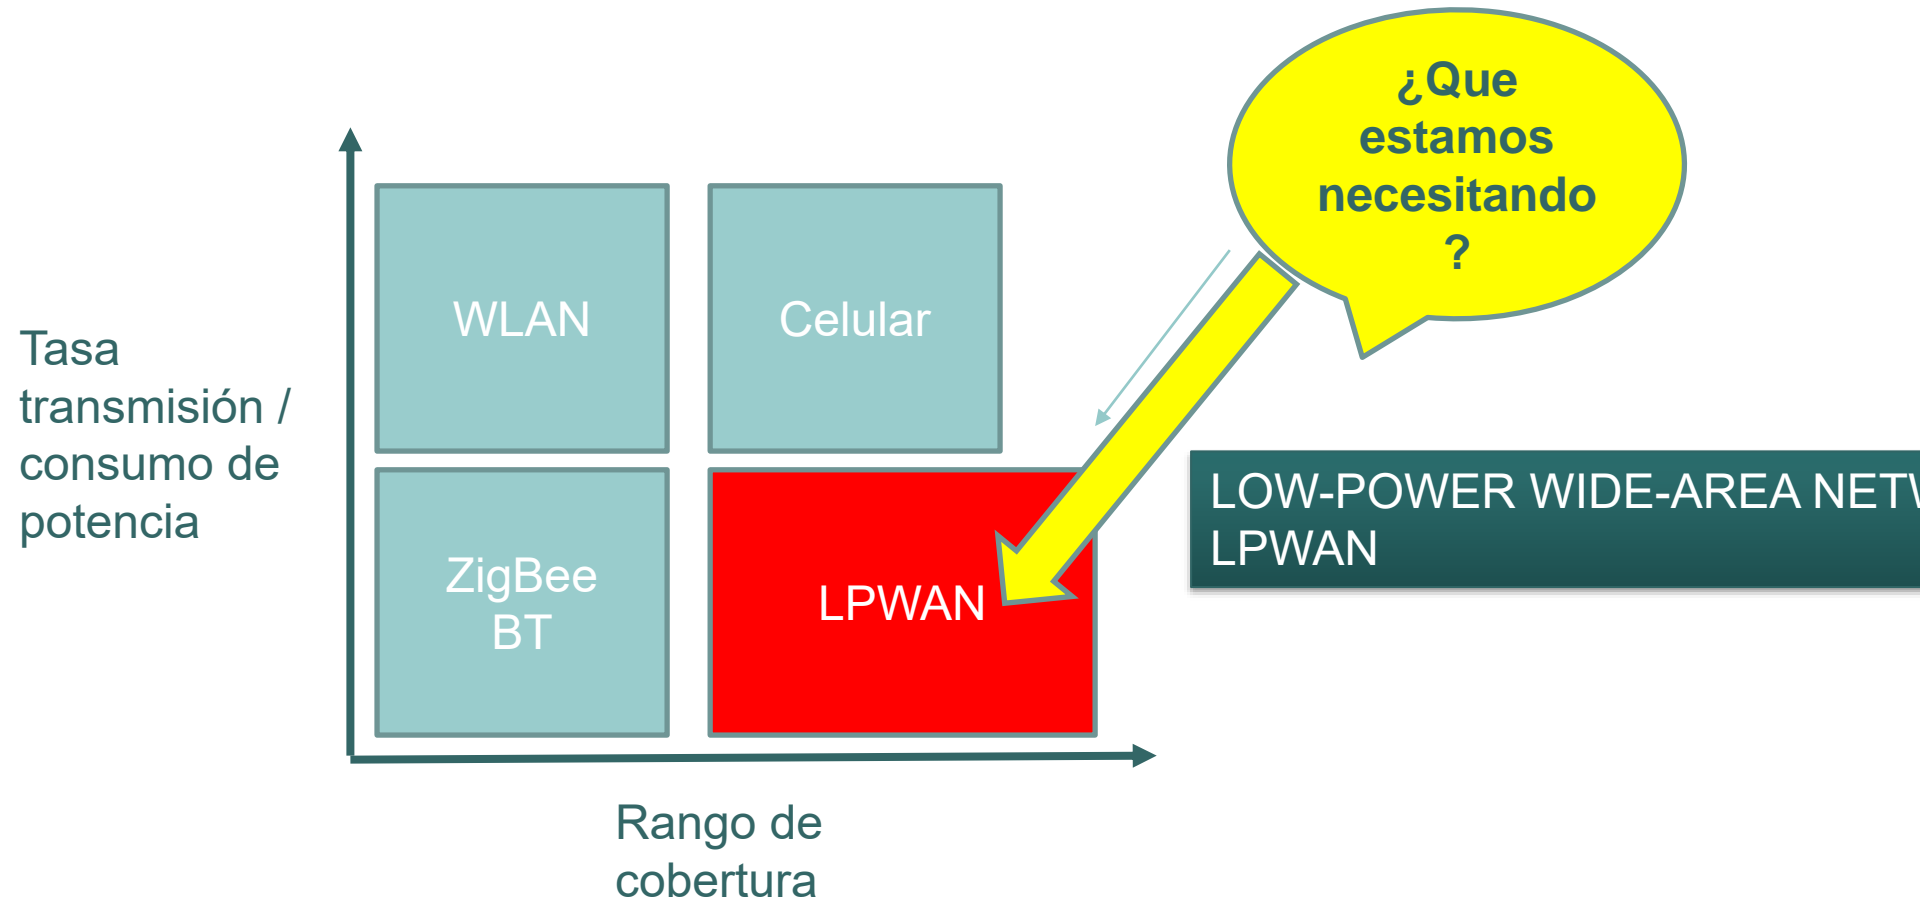 ¿Que
estamos
necesitando
?
WLAN
Celular
Tasa
transmisión /
consumo de
potencia
LOW-POWER WIDE-AREA
LPWAN
ZigBee
BT
LPWAN
Rango de
cobertura